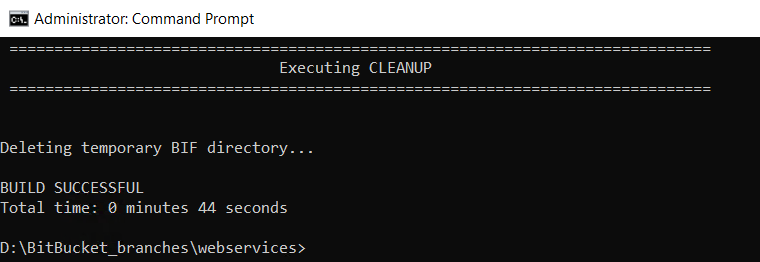 Administrator: Command Prompt
==============================================================================
Executing CLEANUP
==============================================================================
Deleting temporary BIF directory...
BUILD SUCCESSFUL
Total time: 0 minutes 44 seconds
D:\BitBucket_branches\webservices>